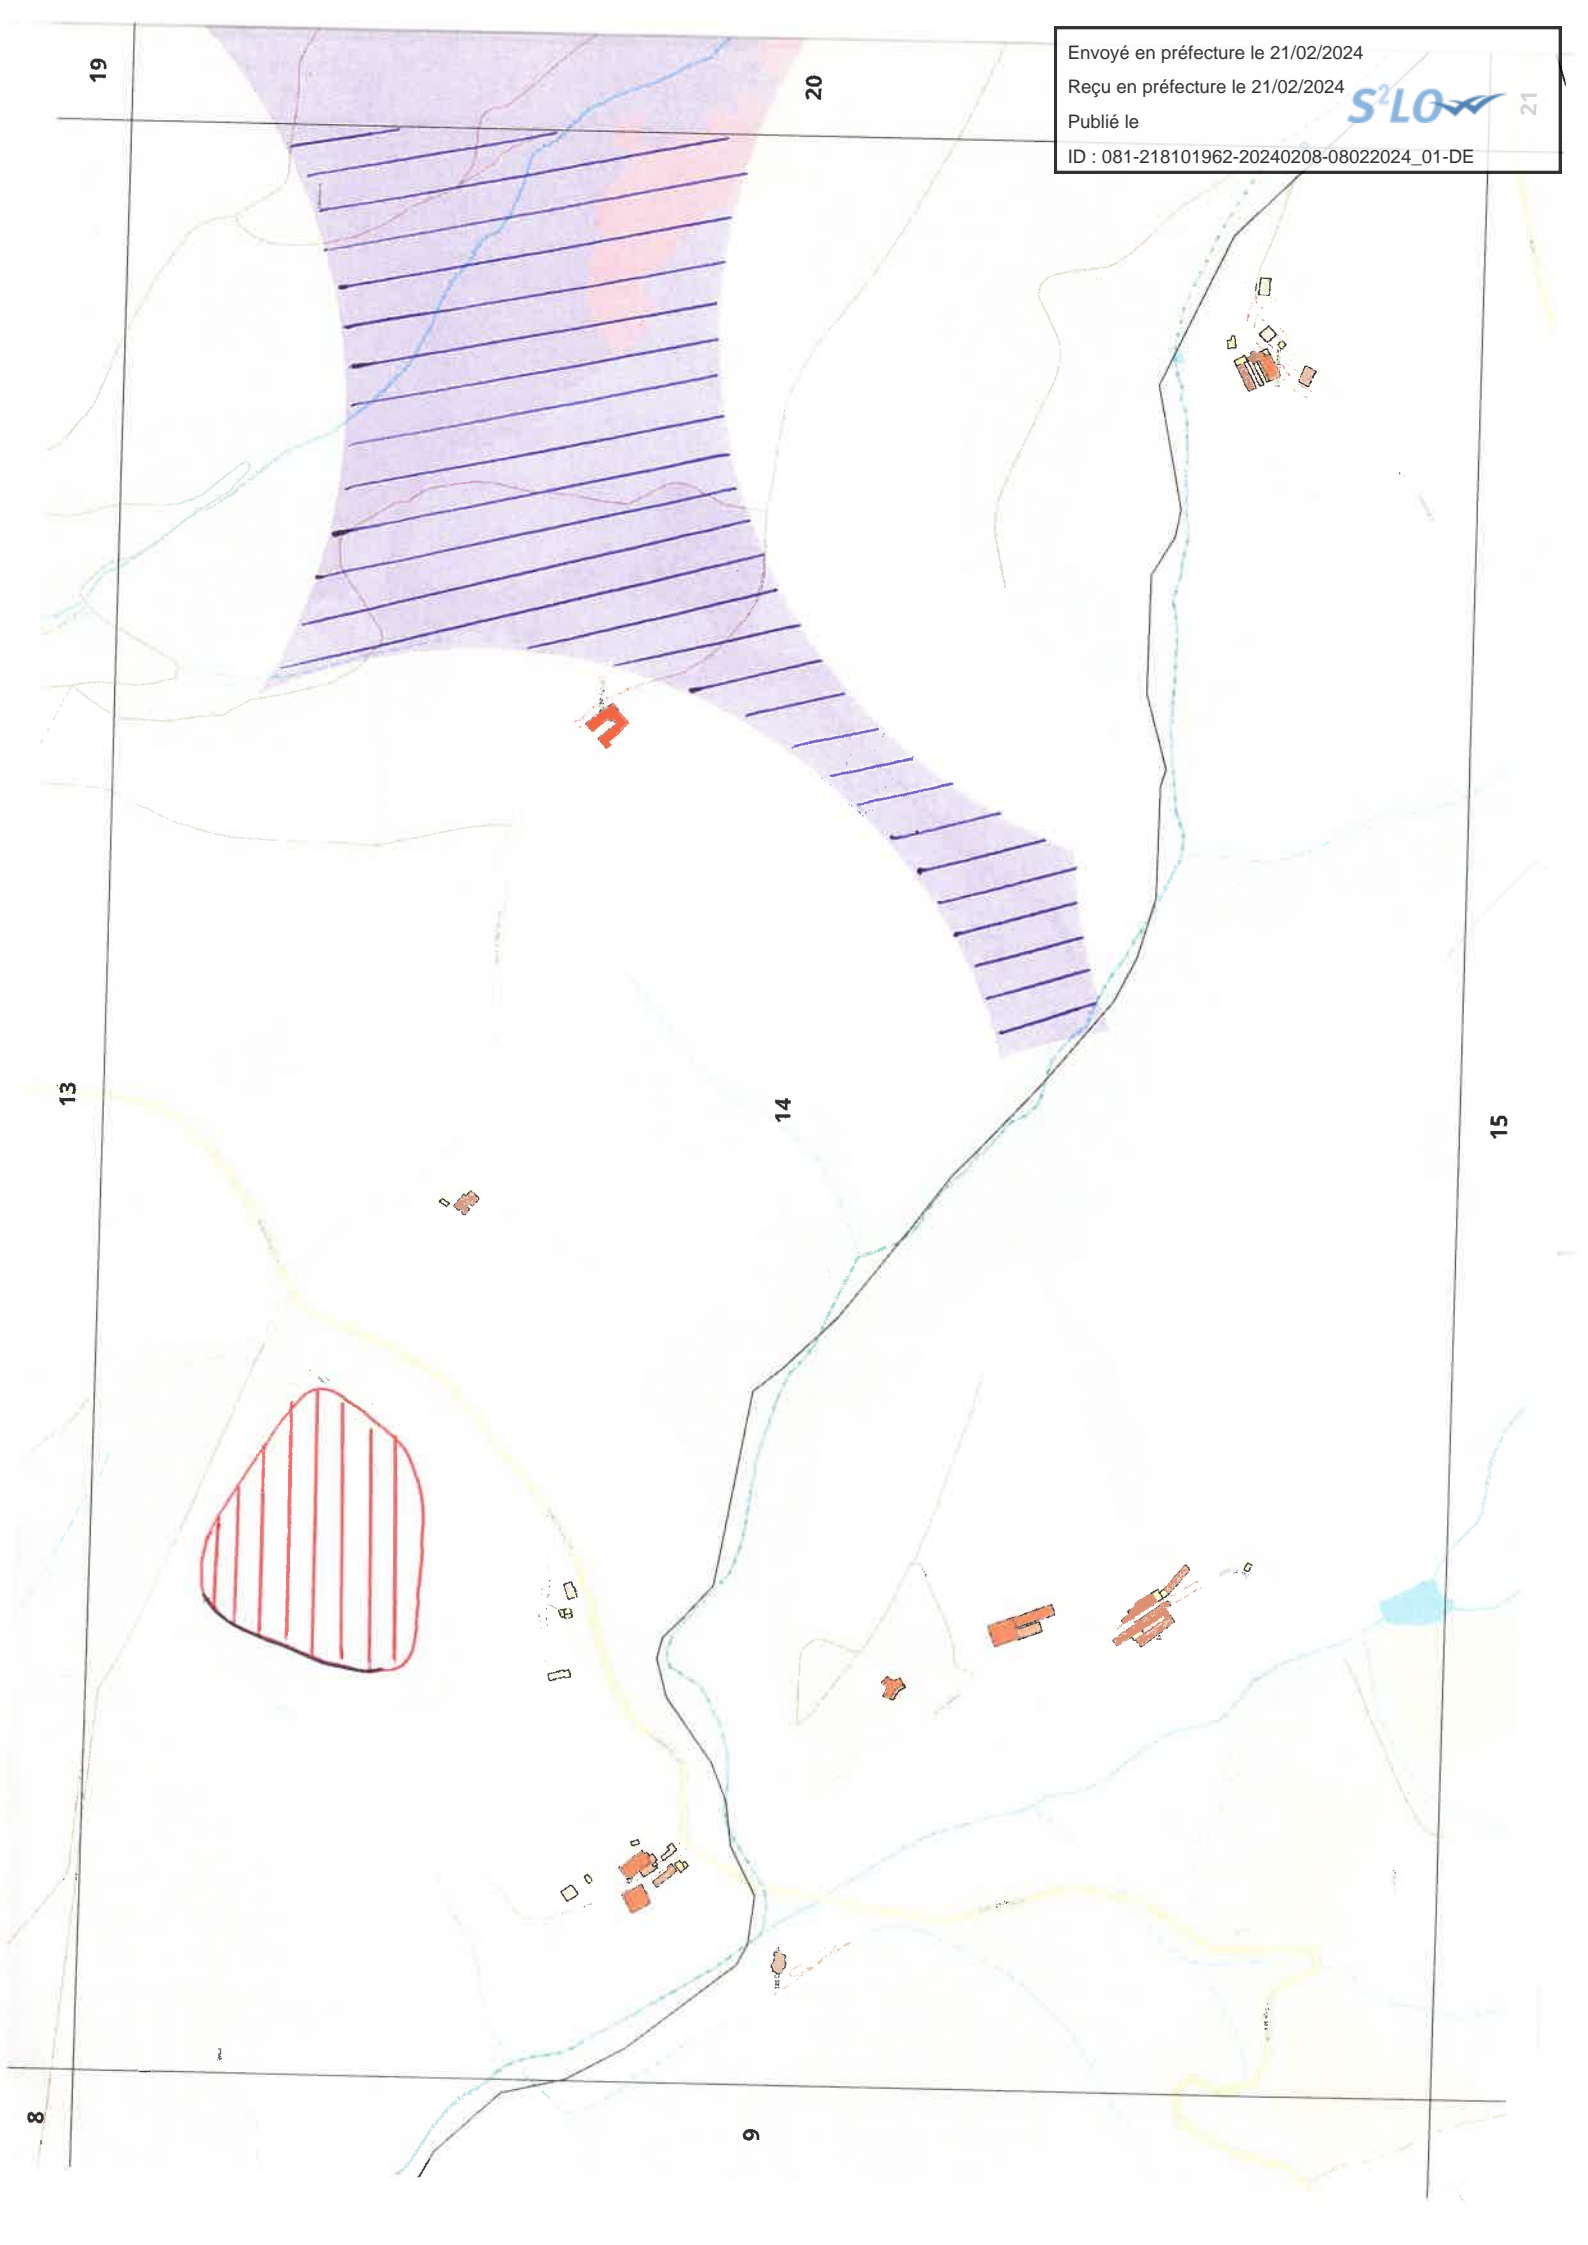 Envoyé en préfecture le 21/02/2024
Reçu en préfecture le 21/02/2024
Publié le
S²LO
ID : 081-218101962-20240208-08022024_01-DE
19
20
21
13
14
15
8
9